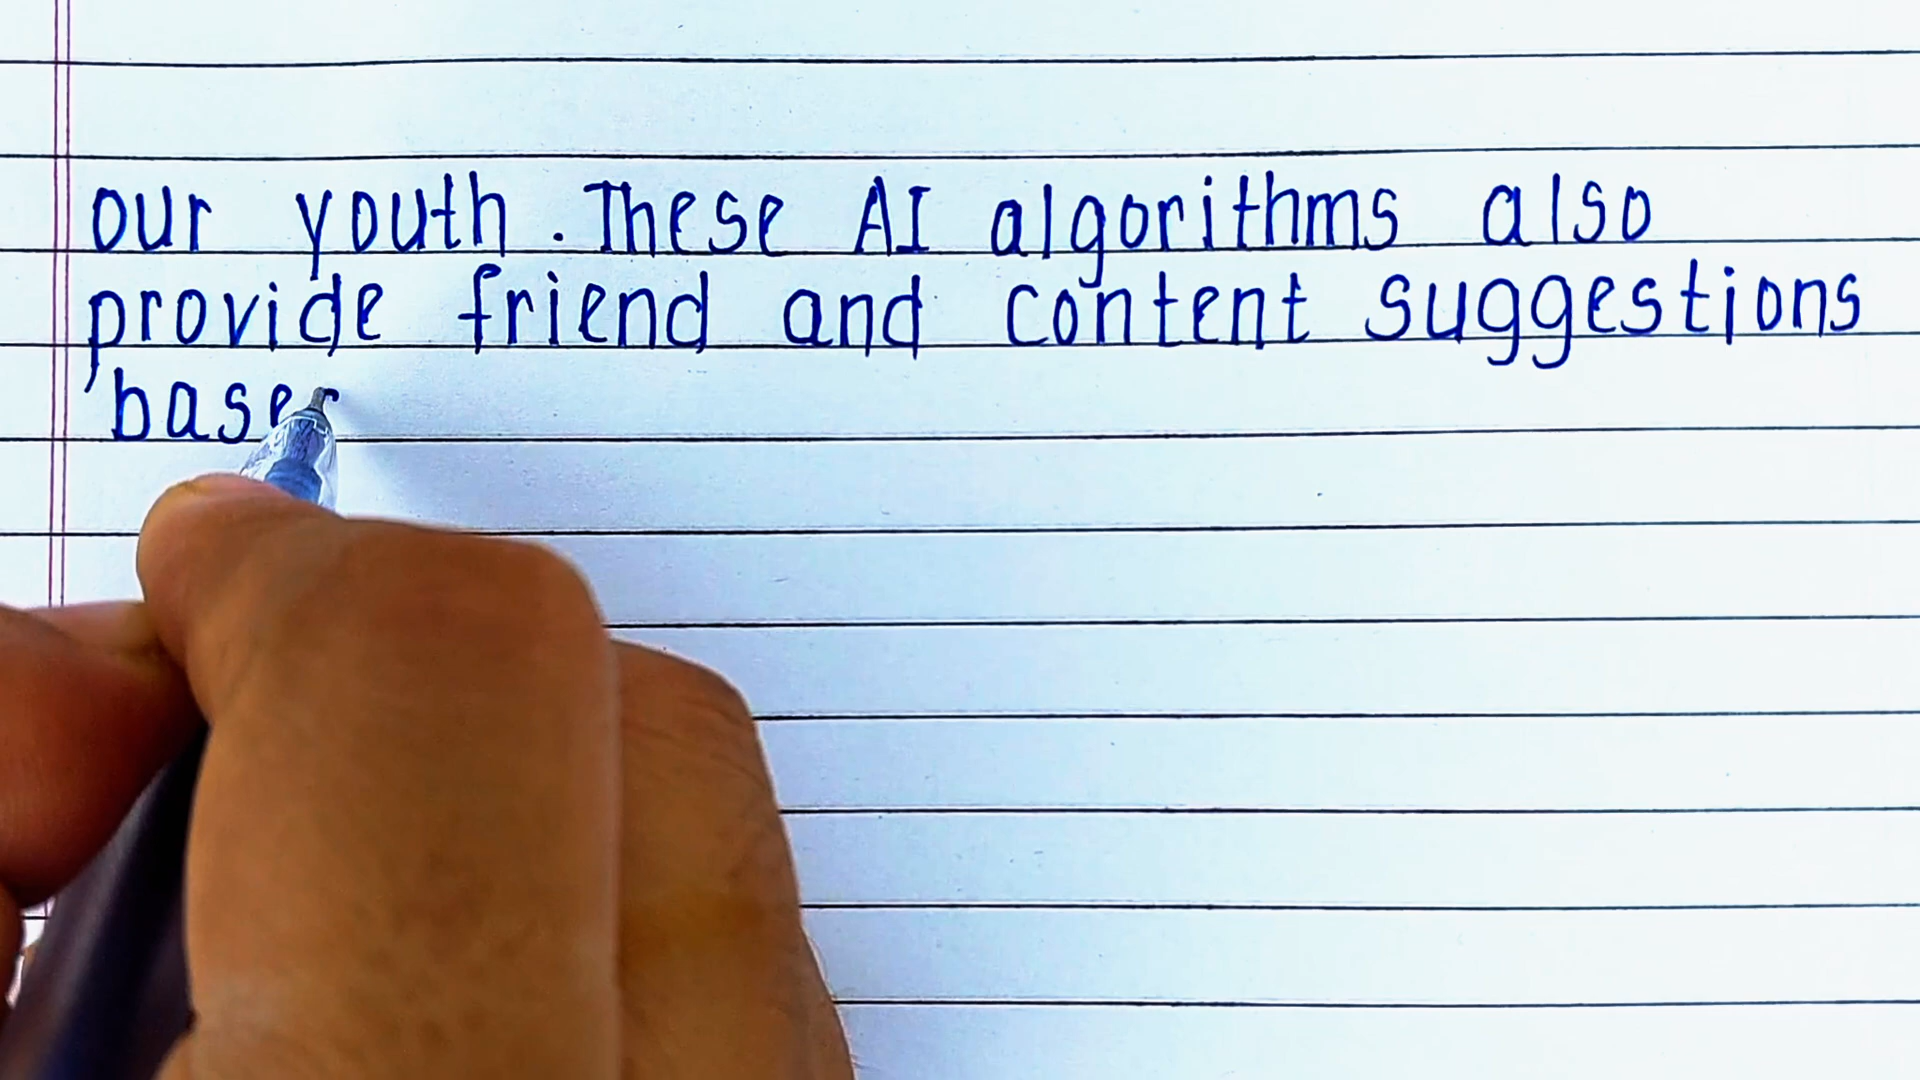 our youth. These AI algorithms also
provide friend and content suggestions
base